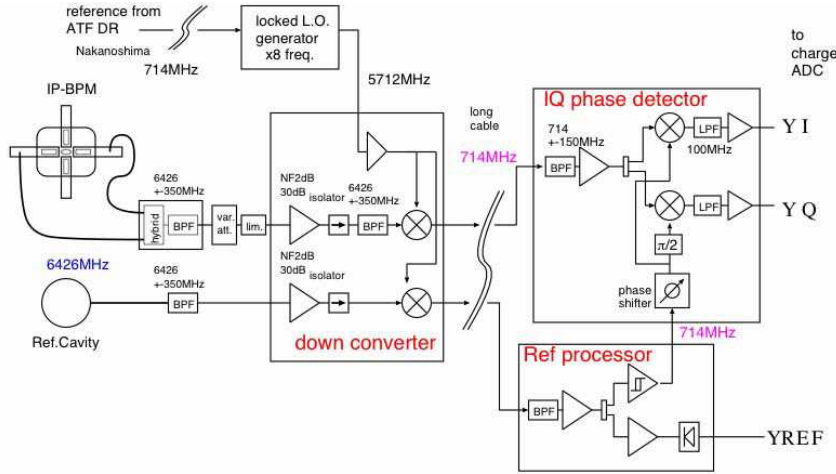 reference from
ATF DR
Nakanoshima
714MHz
locked L.O.
generator
x8 freq.
5712MHz
to
charge
ADC
IP-BPM
IQ phase detector
long
cable
714MHz
714
+-150MHz
BPF
LPF
100MHz
Y I
6426
+-350MHz
hybrid
BPF
var.
att.
lim.
NF2dB
30dB
isolator
6426
+-350MHz
BPF
LPF
Y Q
π/2
6426MHz
6426
+-350MHz
BPF
NF2dB
30dB
isolator
phase
shifter
Ref.Cavity
down converter
714MHz
Ref processor
BPF
YREF